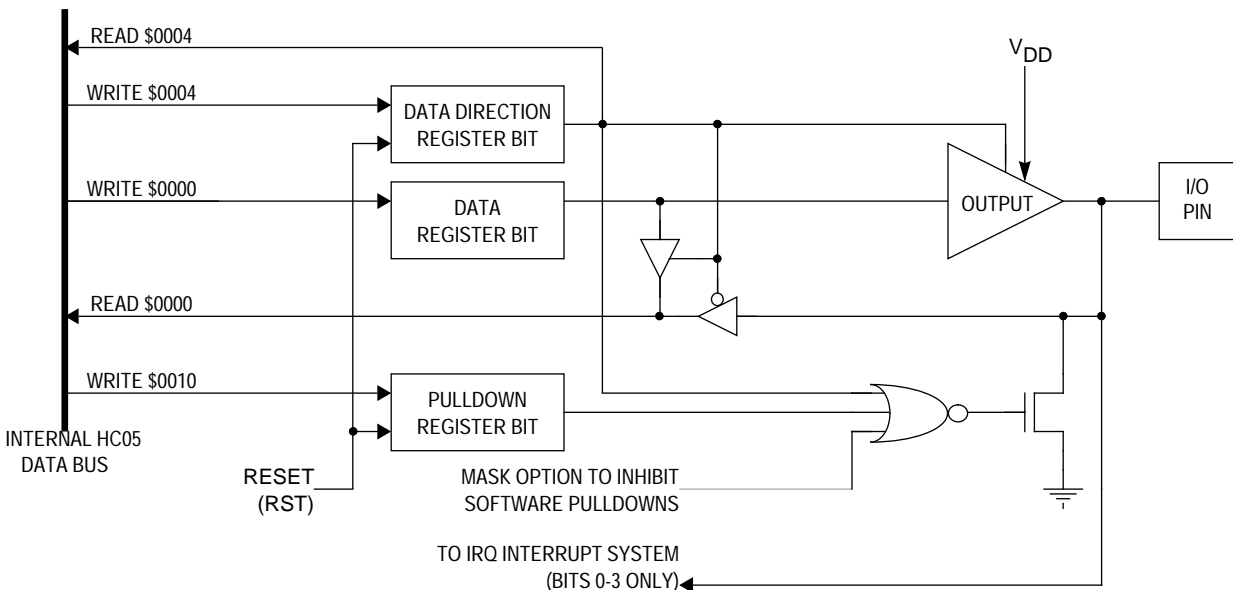 READ $0004
V
DD
WRITE $0004
DATA DIRECTION
REGISTER BIT
WRITE $0000
DATA
REGISTER BIT
OUTPUT
I/O
PIN
READ $0000
WRITE $0010
PULLDOWN
REGISTER BIT
INTERNAL HC05
DATA BUS
RESET
(RST)
MASK OPTION TO INHIBIT
SOFTWARE PULLDOWNS
TO IRQ INTERRUPT SYSTEM
(BITS 0-3 ONLY)